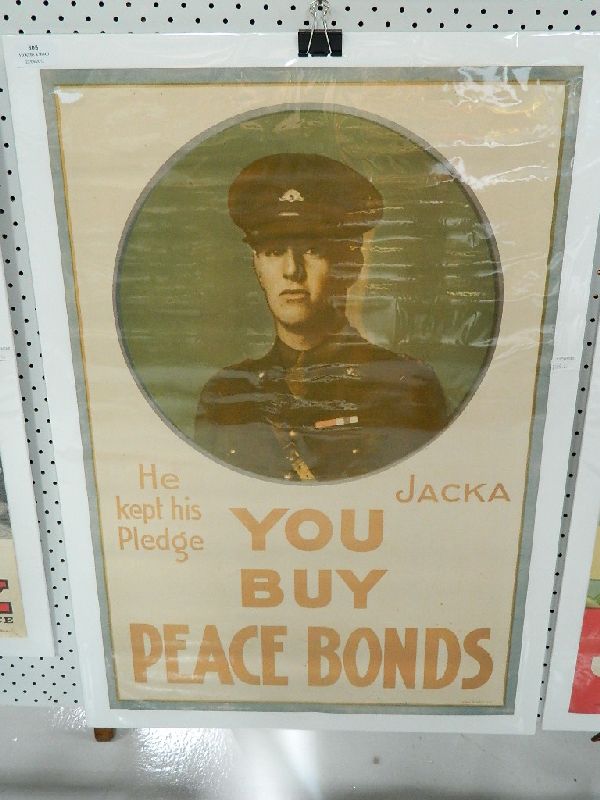 He
kept his
Pledge
JACKA
YOU
BUY
PEACE BONDS